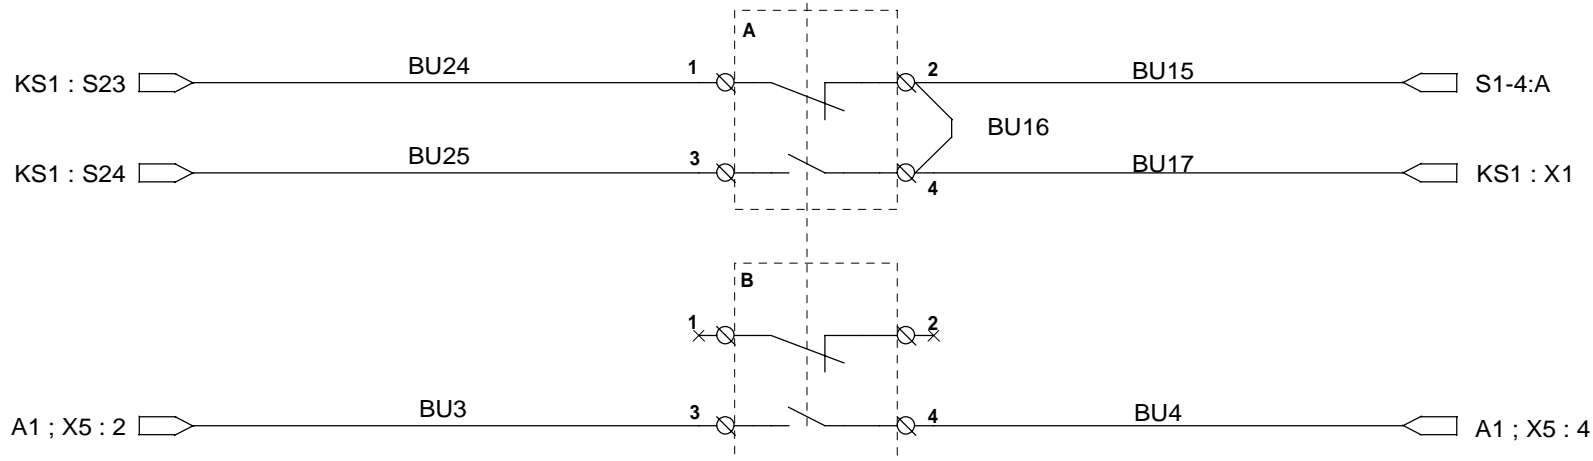 A
KS1 : S23
BU24
1
2
BU15
S1-4:A
BU16
KS1 : S24
BU25
3
4
BU17
KS1 : X1
B
1
2
A1 ; X5 : 2
BU3
3
4
BU4
A1 ; X5 : 4